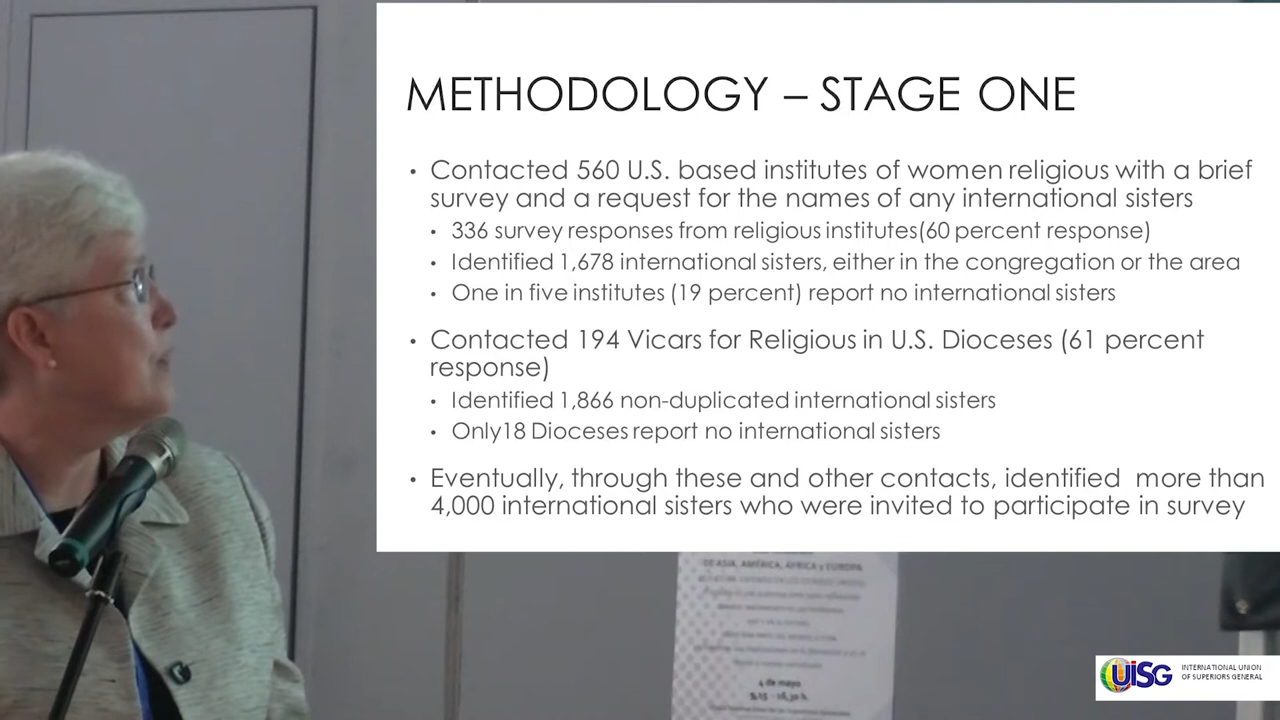 METHODOLOGY – STAGE ONE
• Contacted 560 U.S. based institutes of women religious with a brief
survey and a request for the names of any international sisters
• 336 survey responses from religious institutes(60 percent response)
• Identified 1,678 international sisters, either in the congregation or the area
• One in five institutes (19 percent) report no international sisters
• Contacted 194 Vicars for Religious in U.S. Dioceses (61 percent
response)
• Identified 1,866 non-duplicated international sisters
• Only18 Dioceses report no international sisters
• Eventually, through these and other contacts, identified more than
4,000 international sisters who were invited to participate in survey
DE ASIA, AMÉRICA, ÁFRICA y EUROPA
4 de mayo
UISG
INTERNATIONAL UNION
OF SUPERIORS GENERAL